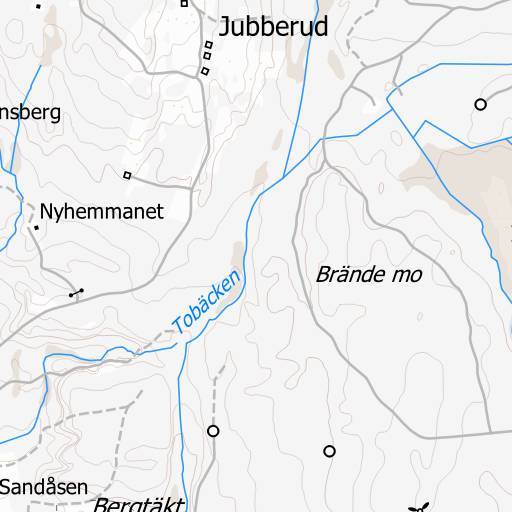 Jubberud
nsberg
Nyhemmanet
Brände mo
Tobäcken
Sandåsen
Bergtäkt